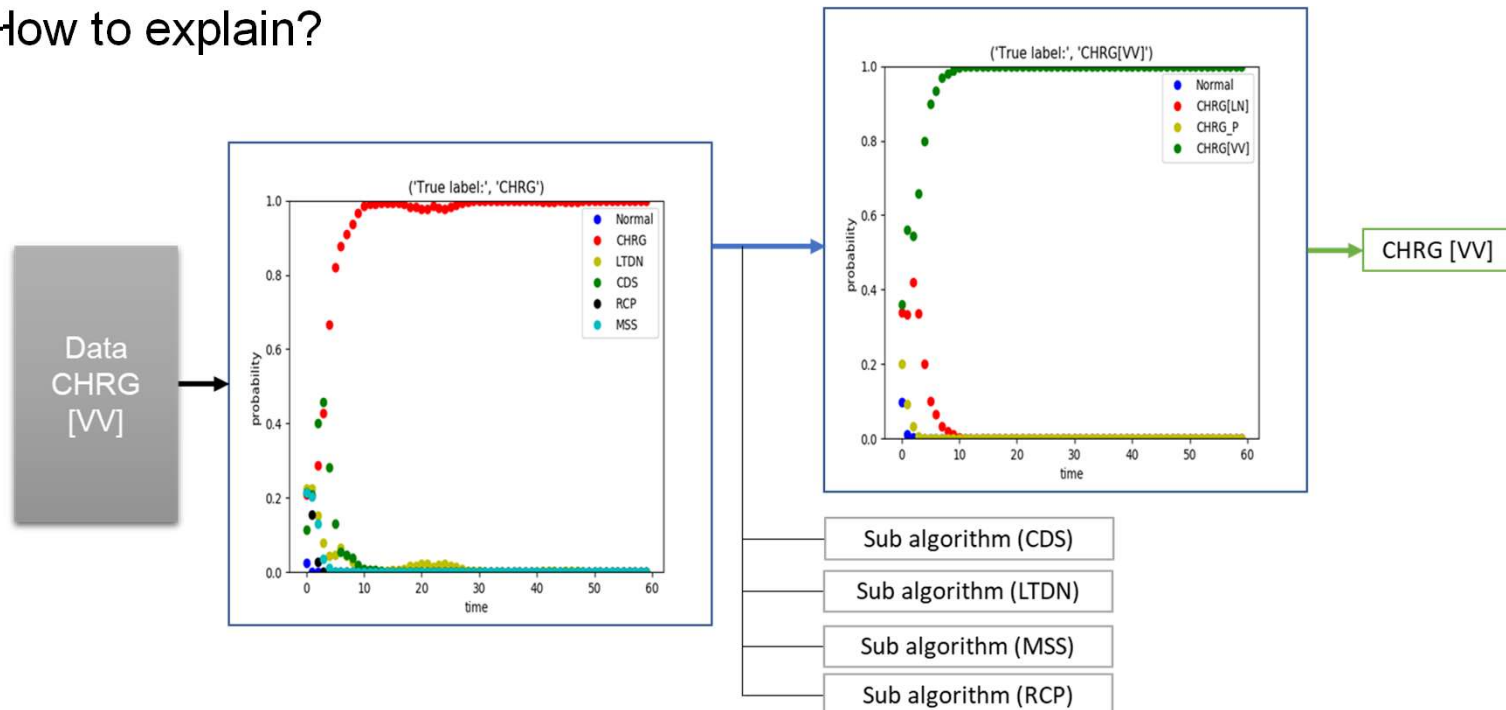 How to explain?
Data
CHRG
[VV]
('True label:', 'CHRG')
1.0
0.8
0.6
0.4
0.2
0.0
probability
0 10 20 30 40 50 60
time
Normal
CHRG
LTDN
CDS
RCP
MSS
('True label:', 'CHRG[VV]')
1.0
0.8
0.6
0.4
0.2
0.0
probability
0 10 20 30 40 50 60
time
Normal
CHRG[LN]
CHRG_P
CHRG[VV]
CHRG [VV]
Sub algorithm (CDS)
Sub algorithm (LTDN)
Sub algorithm (MSS)
Sub algorithm (RCP)